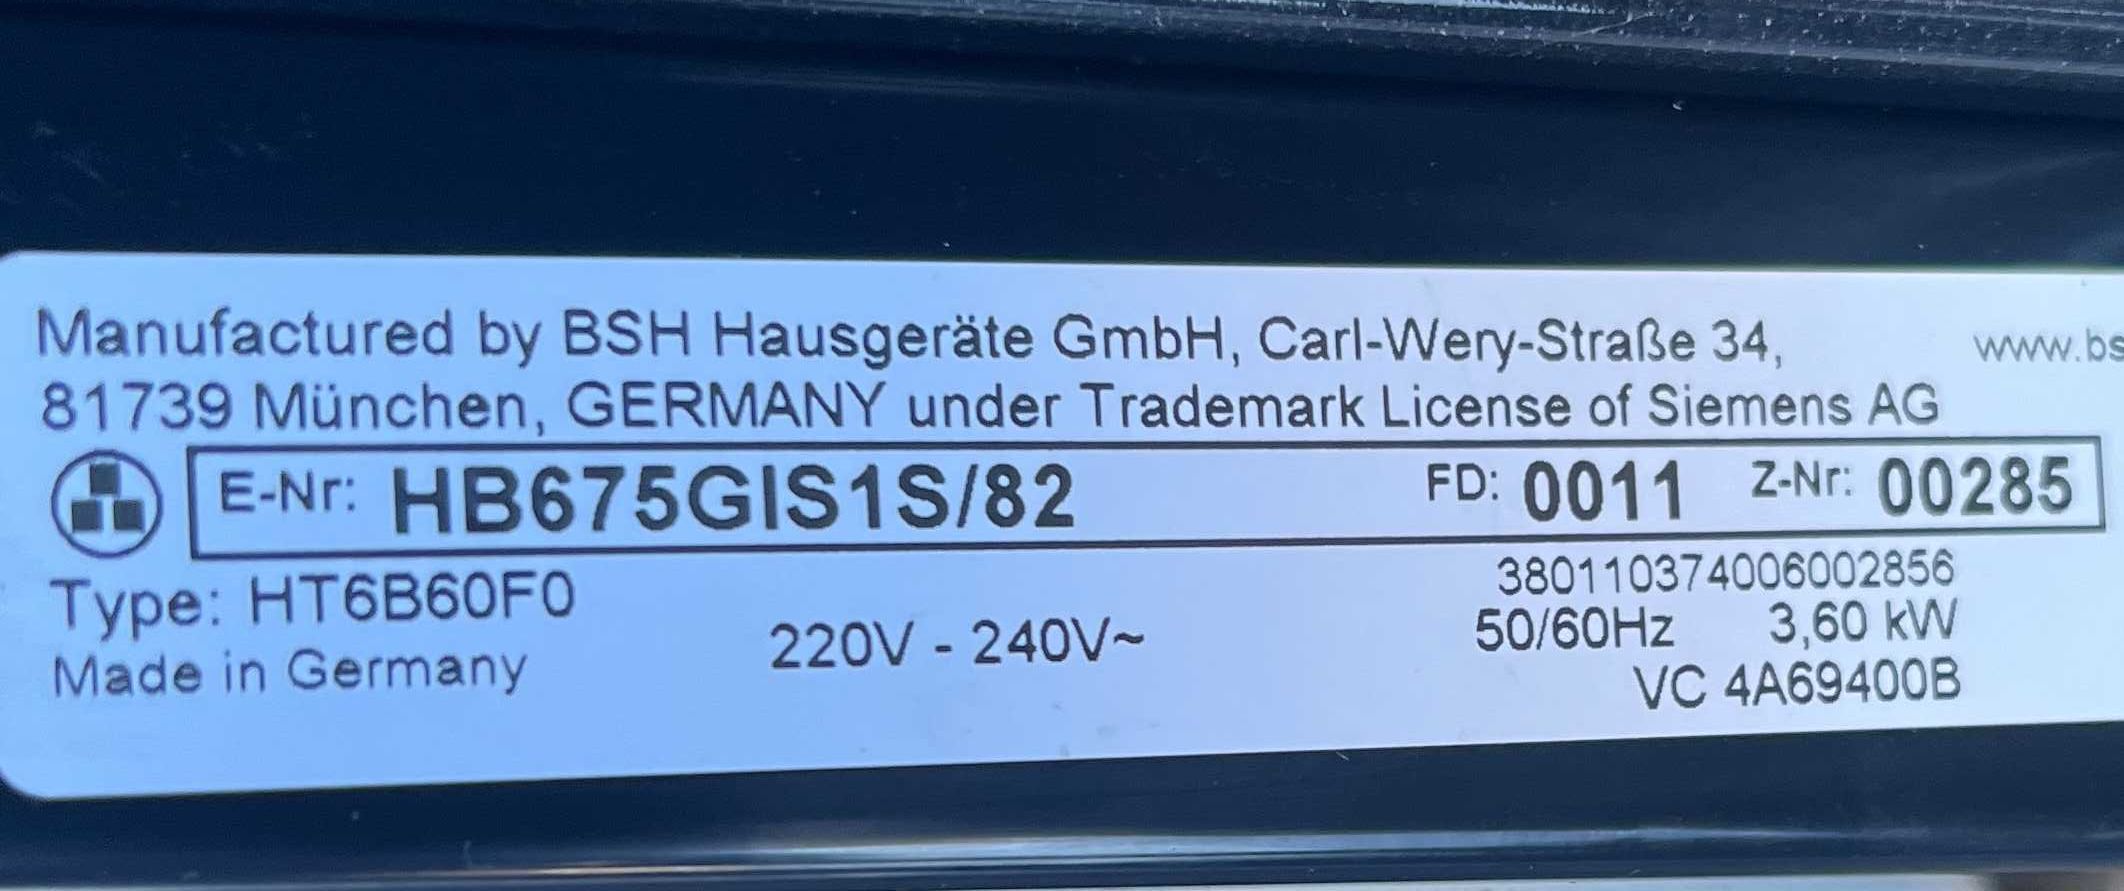 Manufactured by BSH Hausgeräte GmbH, Carl-Wery-Straße 34,
www.bs
81739 München, GERMANY under Trademark License of Siemens AG
E-Nr: HB675GIS1S/82 FD: 0011 Z-Nr: 00285
Type: HT6B60F0
380110374006002856
220V - 240V~
50/60Hz 3,60 kW
Made in Germany
VC 4A69400B